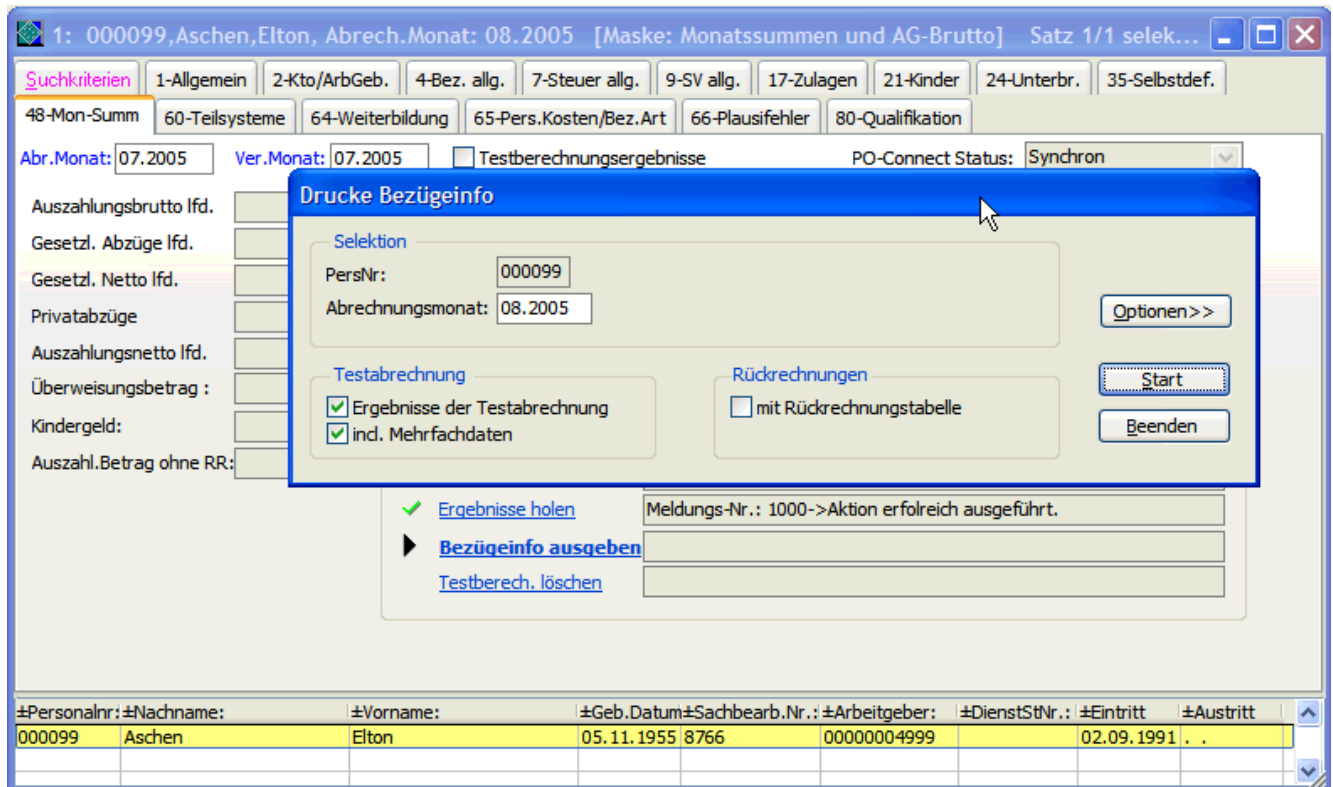 1: 000099,Aschen,Elton, Abrech.Monat: 08.2005 [Maske: Monatssummen und AG-Brutto] Satz 1/1 selek...
Suchkriterien 1-Allgemein 2-Kto/ArbGeb. 4-Bez. allg. 7-Steuer allg. 9-SV allg. 17-Zulagen 21-Kinder 24-Unterbr. 35-Selbstdef.
48-Mon-Summ 60-Teilsysteme 64-Weiterbildung 65-Pers.Kosten/Bez.Art 66-Plausifehler 80-Qualifikation
Abr.Monat: 07.2005 Ver.Monat: 07.2005 Testberechnungsergebnisse PO-Connect Status: Synchron
Drucke Bezügeinfo
Auszahlungsbrutto lfd.
Gesetzl. Abzüge lfd.
Gesetzl. Netto lfd.
Privatabzüge
Auszahlungsnetto lfd.
Überweisungsbetrag :
Kindergeld:
Auszahl.Betrag ohne RR:
Selektion
PersNr: 000099
Abrechnungsmonat: 08.2005
Optionen>>
Testabrechnung
Ergebnisse der Testabrechnung
incl. Mehrfachdaten
Rückrechnungen
mit Rückrechnungstabelle
Start
Beenden
Ergebnisse holen Meldungs-Nr.: 1000->Aktion erfolreich ausgeführt.
Bezügeinfo ausgeben
Testberech. löschen
±Personalnr: ±Nachname: ±Vorname: ±Geb.Datum ±Sachbearb.Nr.: ±Arbeitgeber: ±DienstStNr.: ±Eintritt ±Austritt
000099 Aschen Elton 05.11.1955 8766 00000004999 02.09.1991 . .